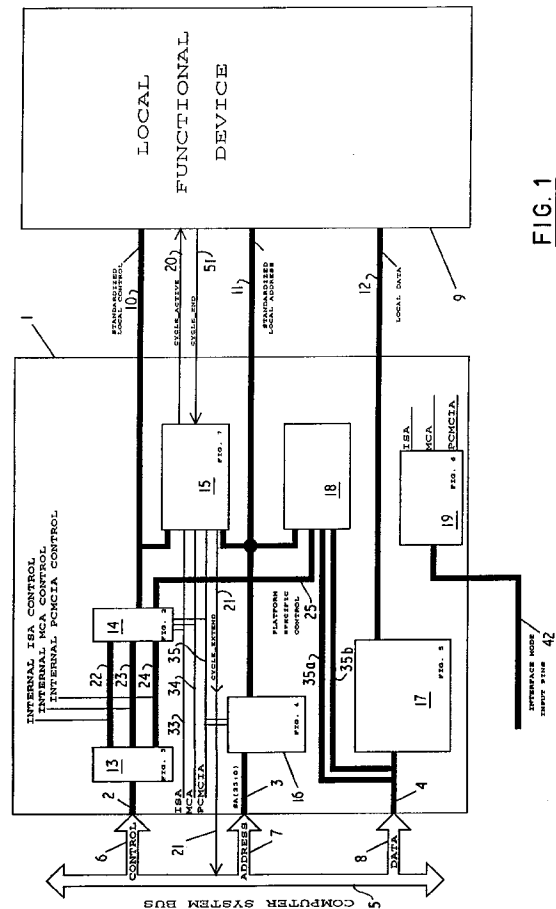 LOCAL
FUNCTIONAL
DEVICE
9
1
STANDARDIZED
LOCAL CONTROL
10
20
CYCLE_ACTIVE
51
CYCLE_END
11
STANDARDIZED
LOCAL ADDRESS
12
LOCAL DATA
INTERNAL ISA CONTROL
INTERNAL MCA CONTROL
INTERNAL PCMCIA CONTROL
22
23
24
13
FIG. 3
14
FIG. 2
15
FIG. 7
18
35
34
33
ISA
MCA
PCMCIA
21
CYCLE_EXTEND
25
PLATFORM
SPECIFIC
CONTROL
35a
35b
FIG. 4
16
17
FIG. 5
19
FIG. 6
ISA
MCA
PCMCIA
42
INTERFACE MODE
INPUT PINS
2
6
CONTROL
21
3
7
ADDRESS
4
8
DATA
5
COMPUTER SYSTEM BUS
FIG. 1